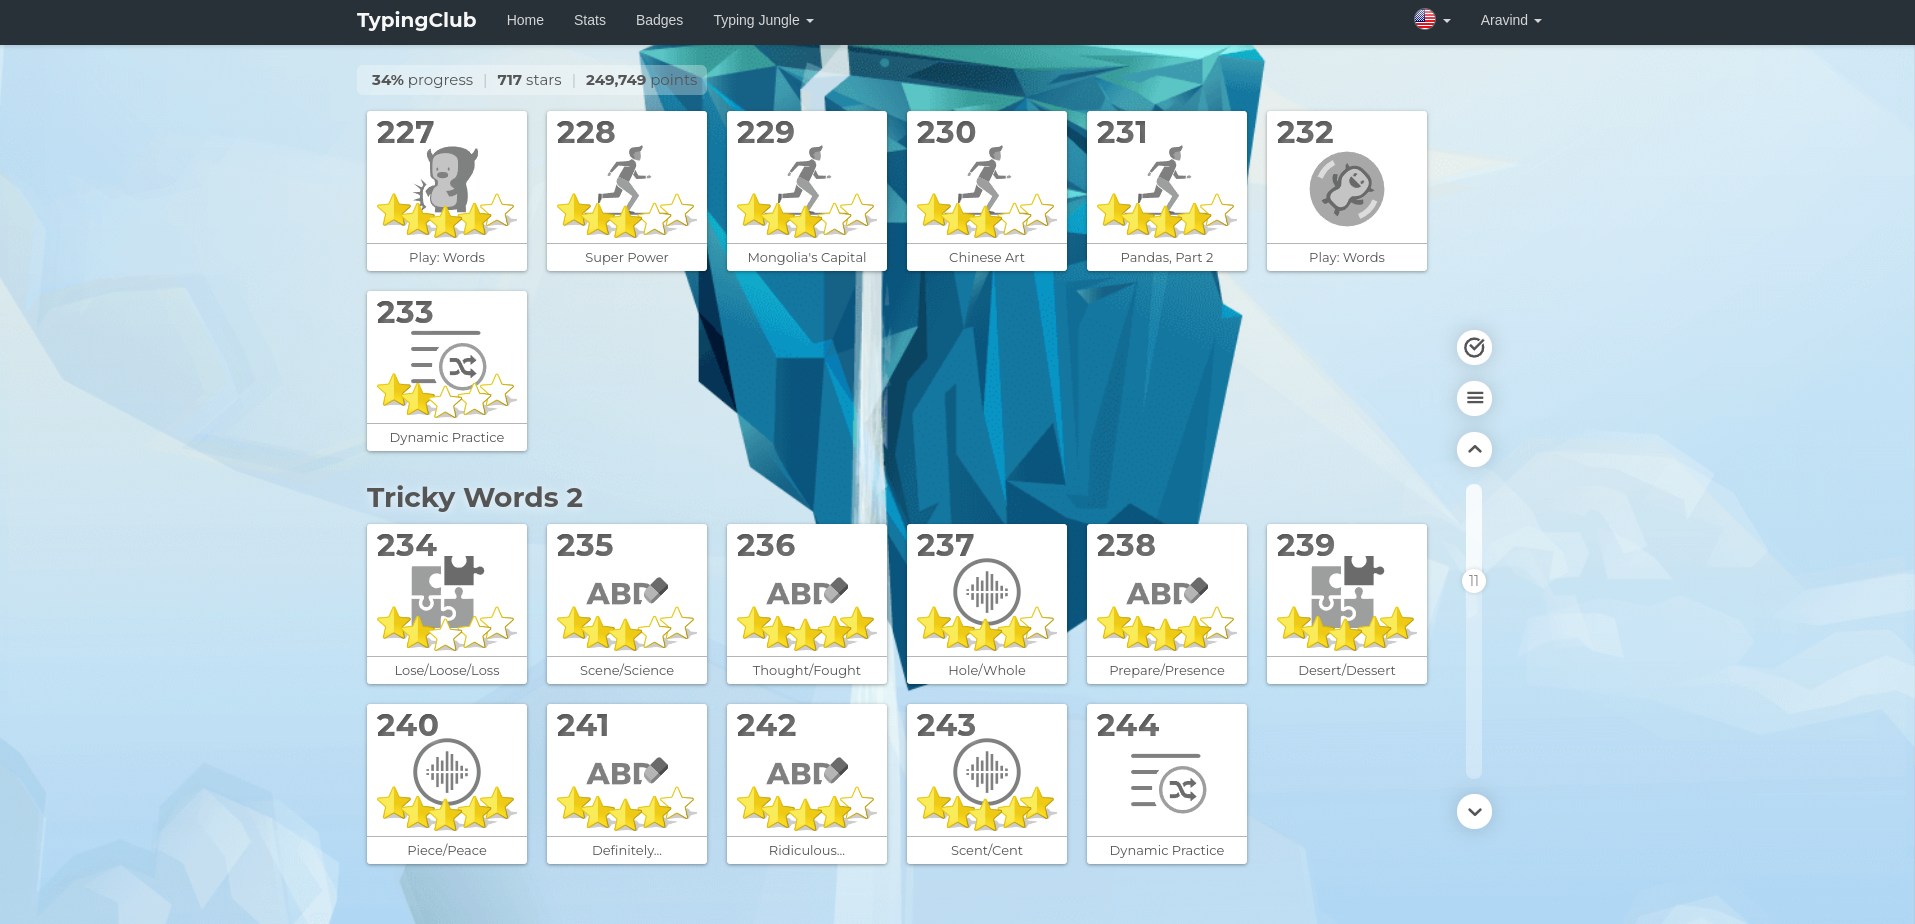 TypingClub Home Stats Badges Typing Jungle Aravind
34% progress | 717 stars | 249,749 points
227 228 229 230 231 232
Play: Words Super Power Mongolia's Capital Chinese Art Pandas, Part 2 Play: Words
233
Dynamic Practice
Tricky Words 2
234 235 236 237 238 239
ABD ABD ABD
Lose/Loose/Loss Scene/Science Thought/Fought Hole/Whole Prepare/Presence Desert/Dessert
11
240 241 242 243 244
ABD ABD
Piece/Peace Definitely... Ridiculous... Scent/Cent Dynamic Practice